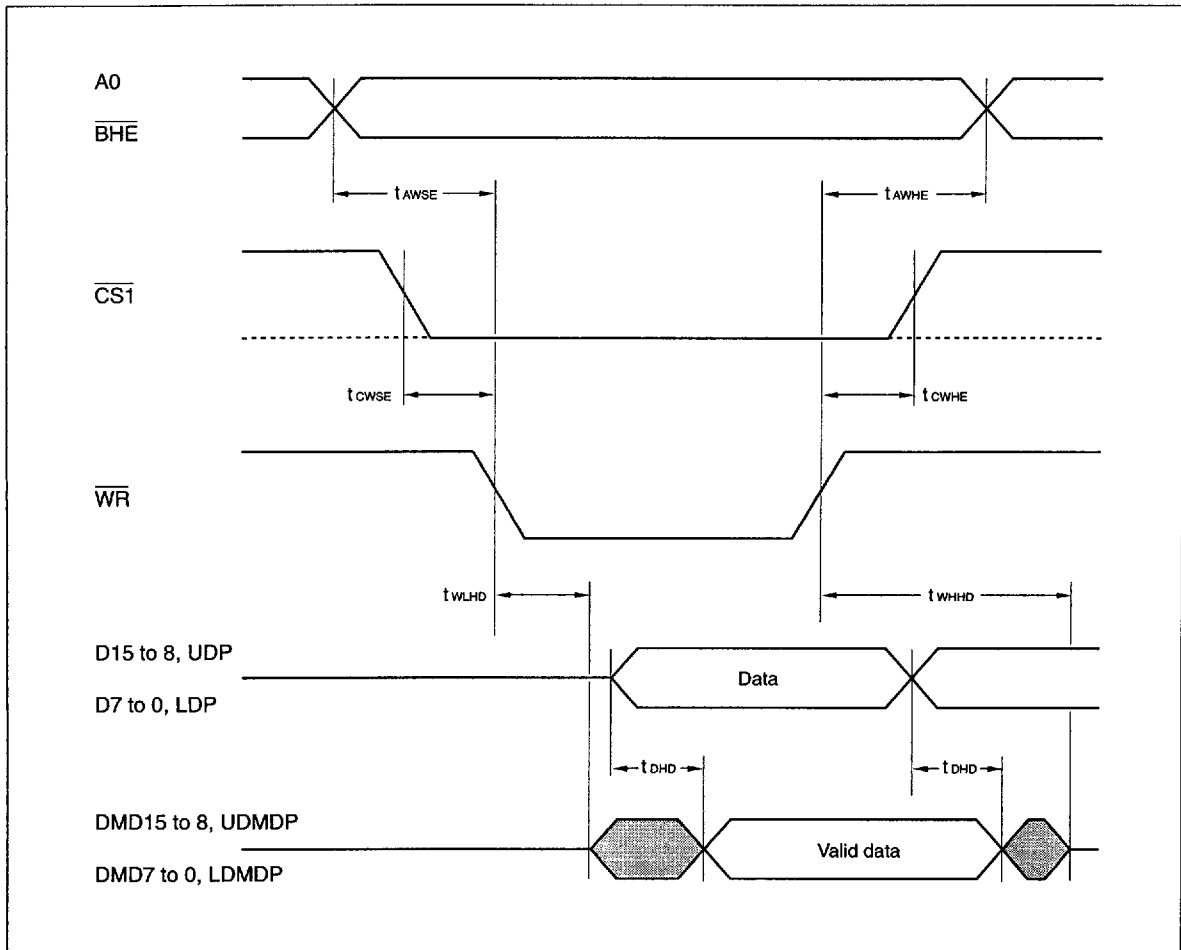 A0
BHE
tAWSE
tAWHE
CS1
tCWSE
tCWHE
WR
tWLHD
tWHHD
D15 to 8, UDP
Data
D7 to 0, LDP
tDHD
tDHD
DMD15 to 8, UDMDP
Valid data
DMD7 to 0, LDMDP